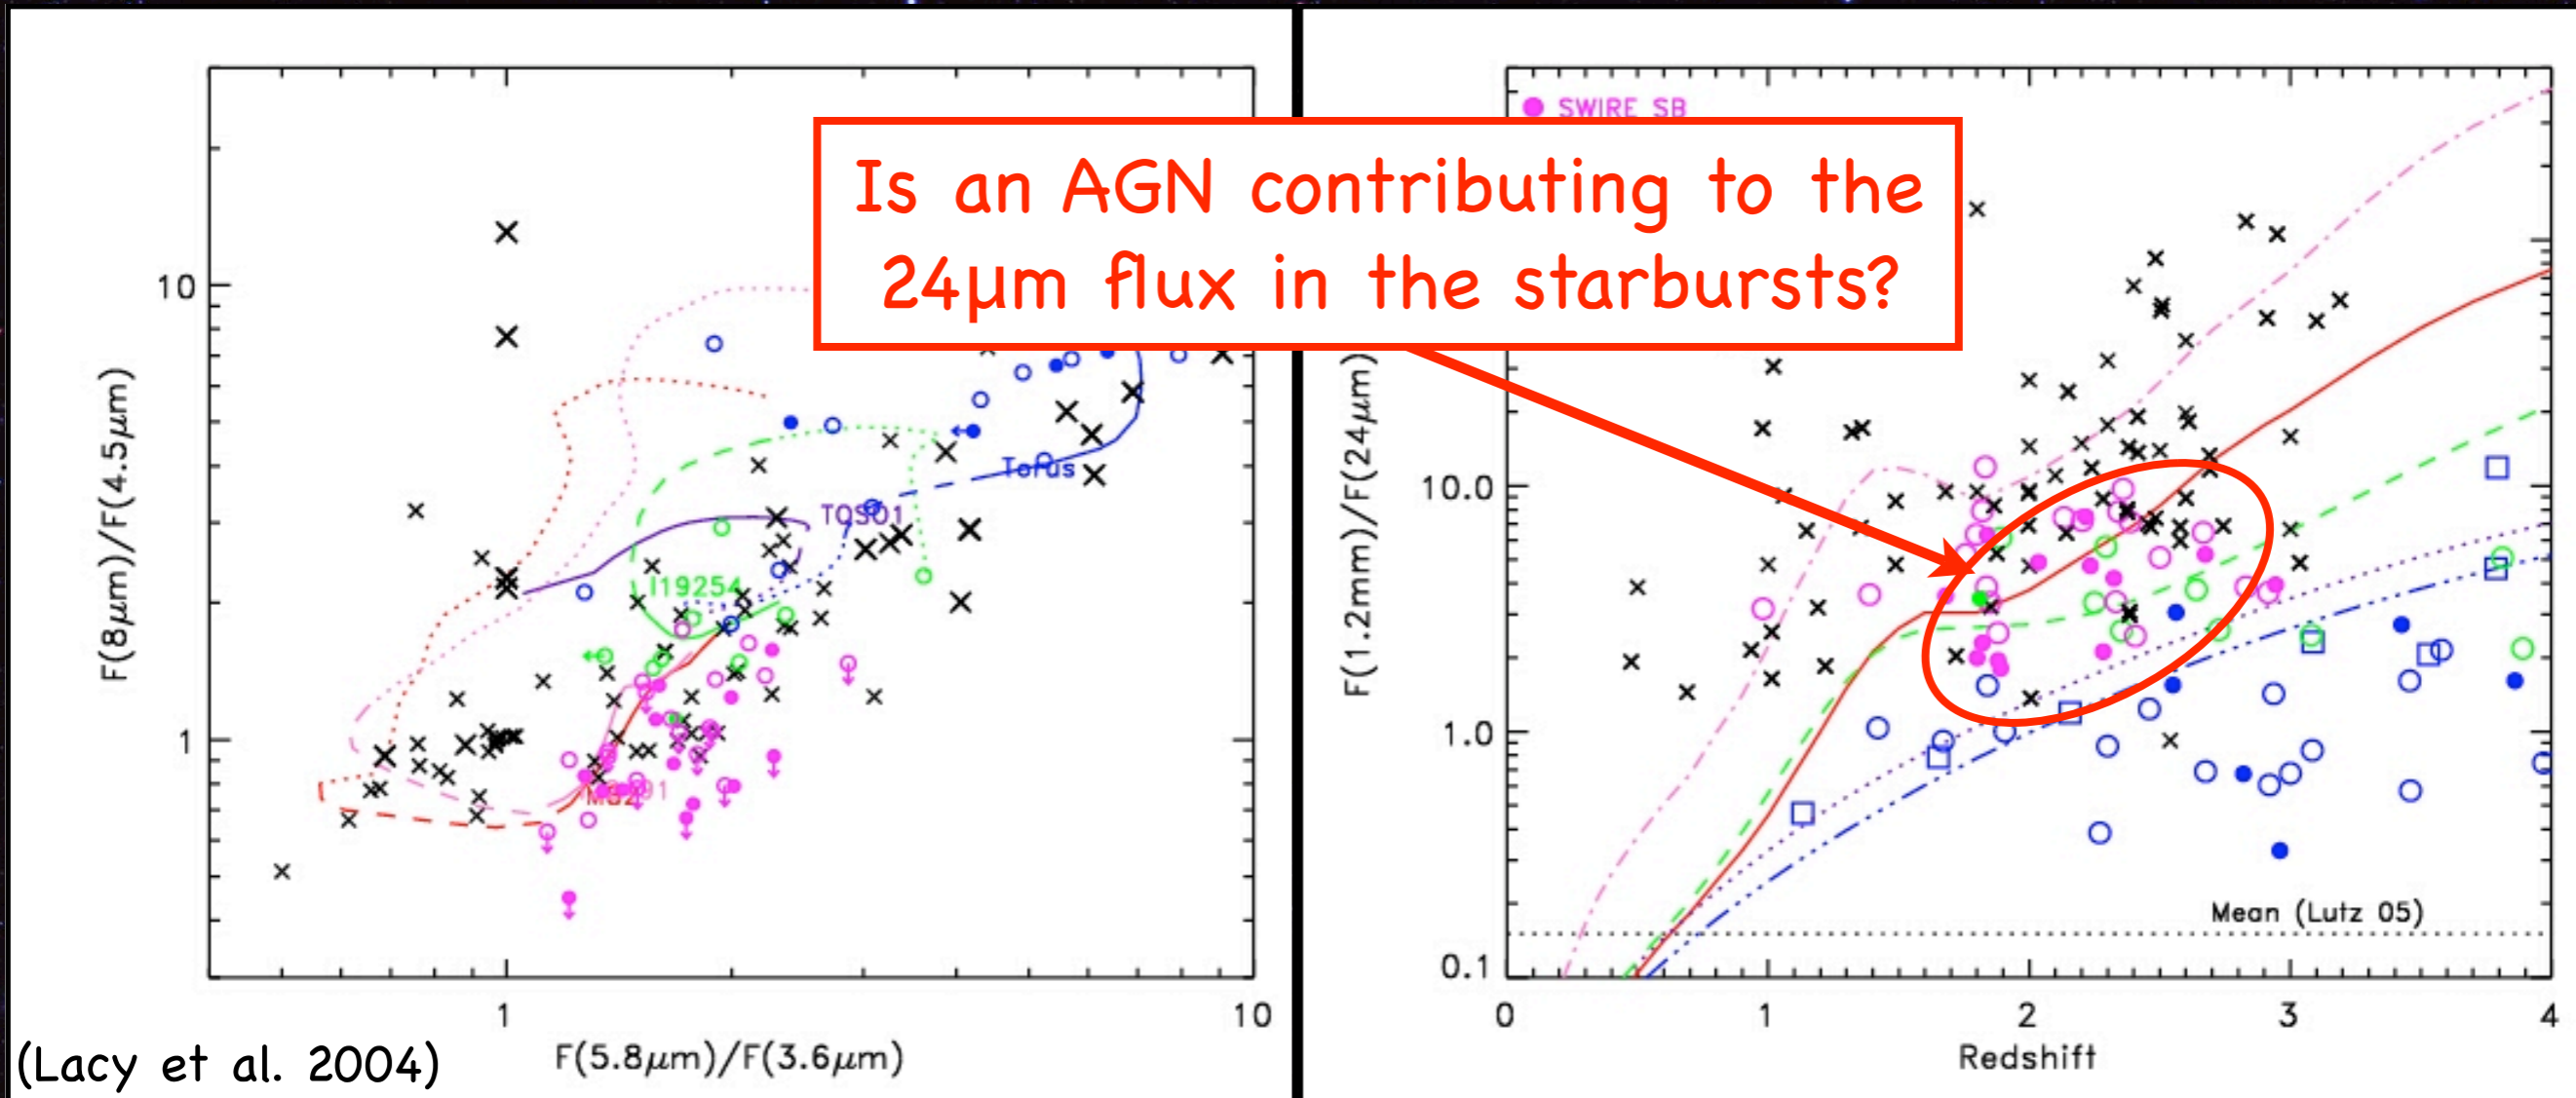 SWIRE SB
Is an AGN contributing to the
24µm flux in the starbursts?
10
1
F(8µm)/F(4.5µm)
Torus
TQSO1
I19254
1
10
F(5.8µm)/F(3.6µm)
(Lacy et al. 2004)
F(1.2mm)/F(24µm)
10.0
1.0
0.1
Mean (Lutz 05)
0
1
2
3
4
Redshift